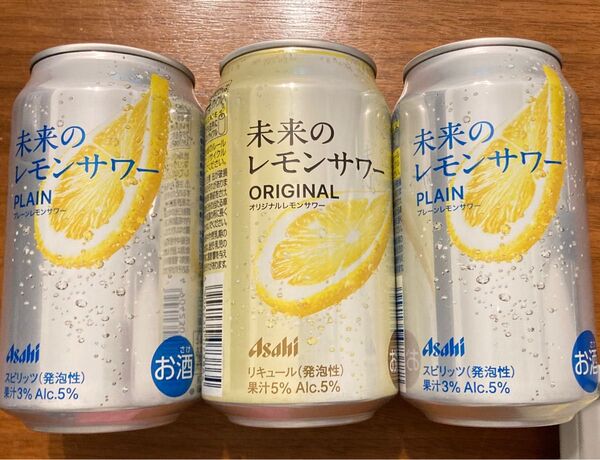 未来の
レモンサワー
PLAIN
プレーンレモンサワー
Asahi
さけ
お酒
スピリッツ(発泡性)
果汁3% Alc.5%
未来の
レモンサワー
ORIGINAL
オリジナルレモンサワー
Asahi
リキュール(発泡性)
果汁5% Alc.5%
未来の
レモンサワー
PLAIN
プレーンレモンサワー
Asahi
さけ
お酒
スピリッツ(発泡性)
果汁3% Alc.5%